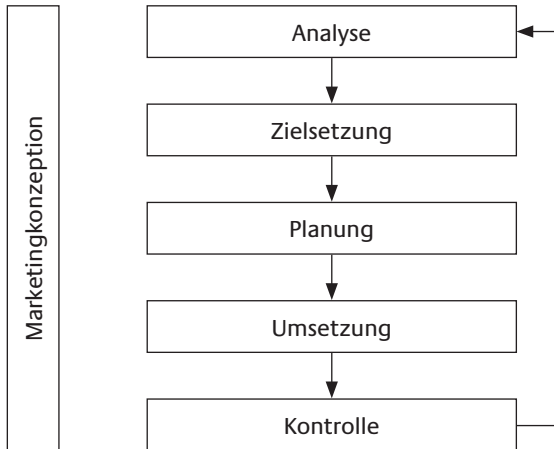 Marketingkonzeption
Analyse
Zielsetzung
Planung
Umsetzung
Kontrolle